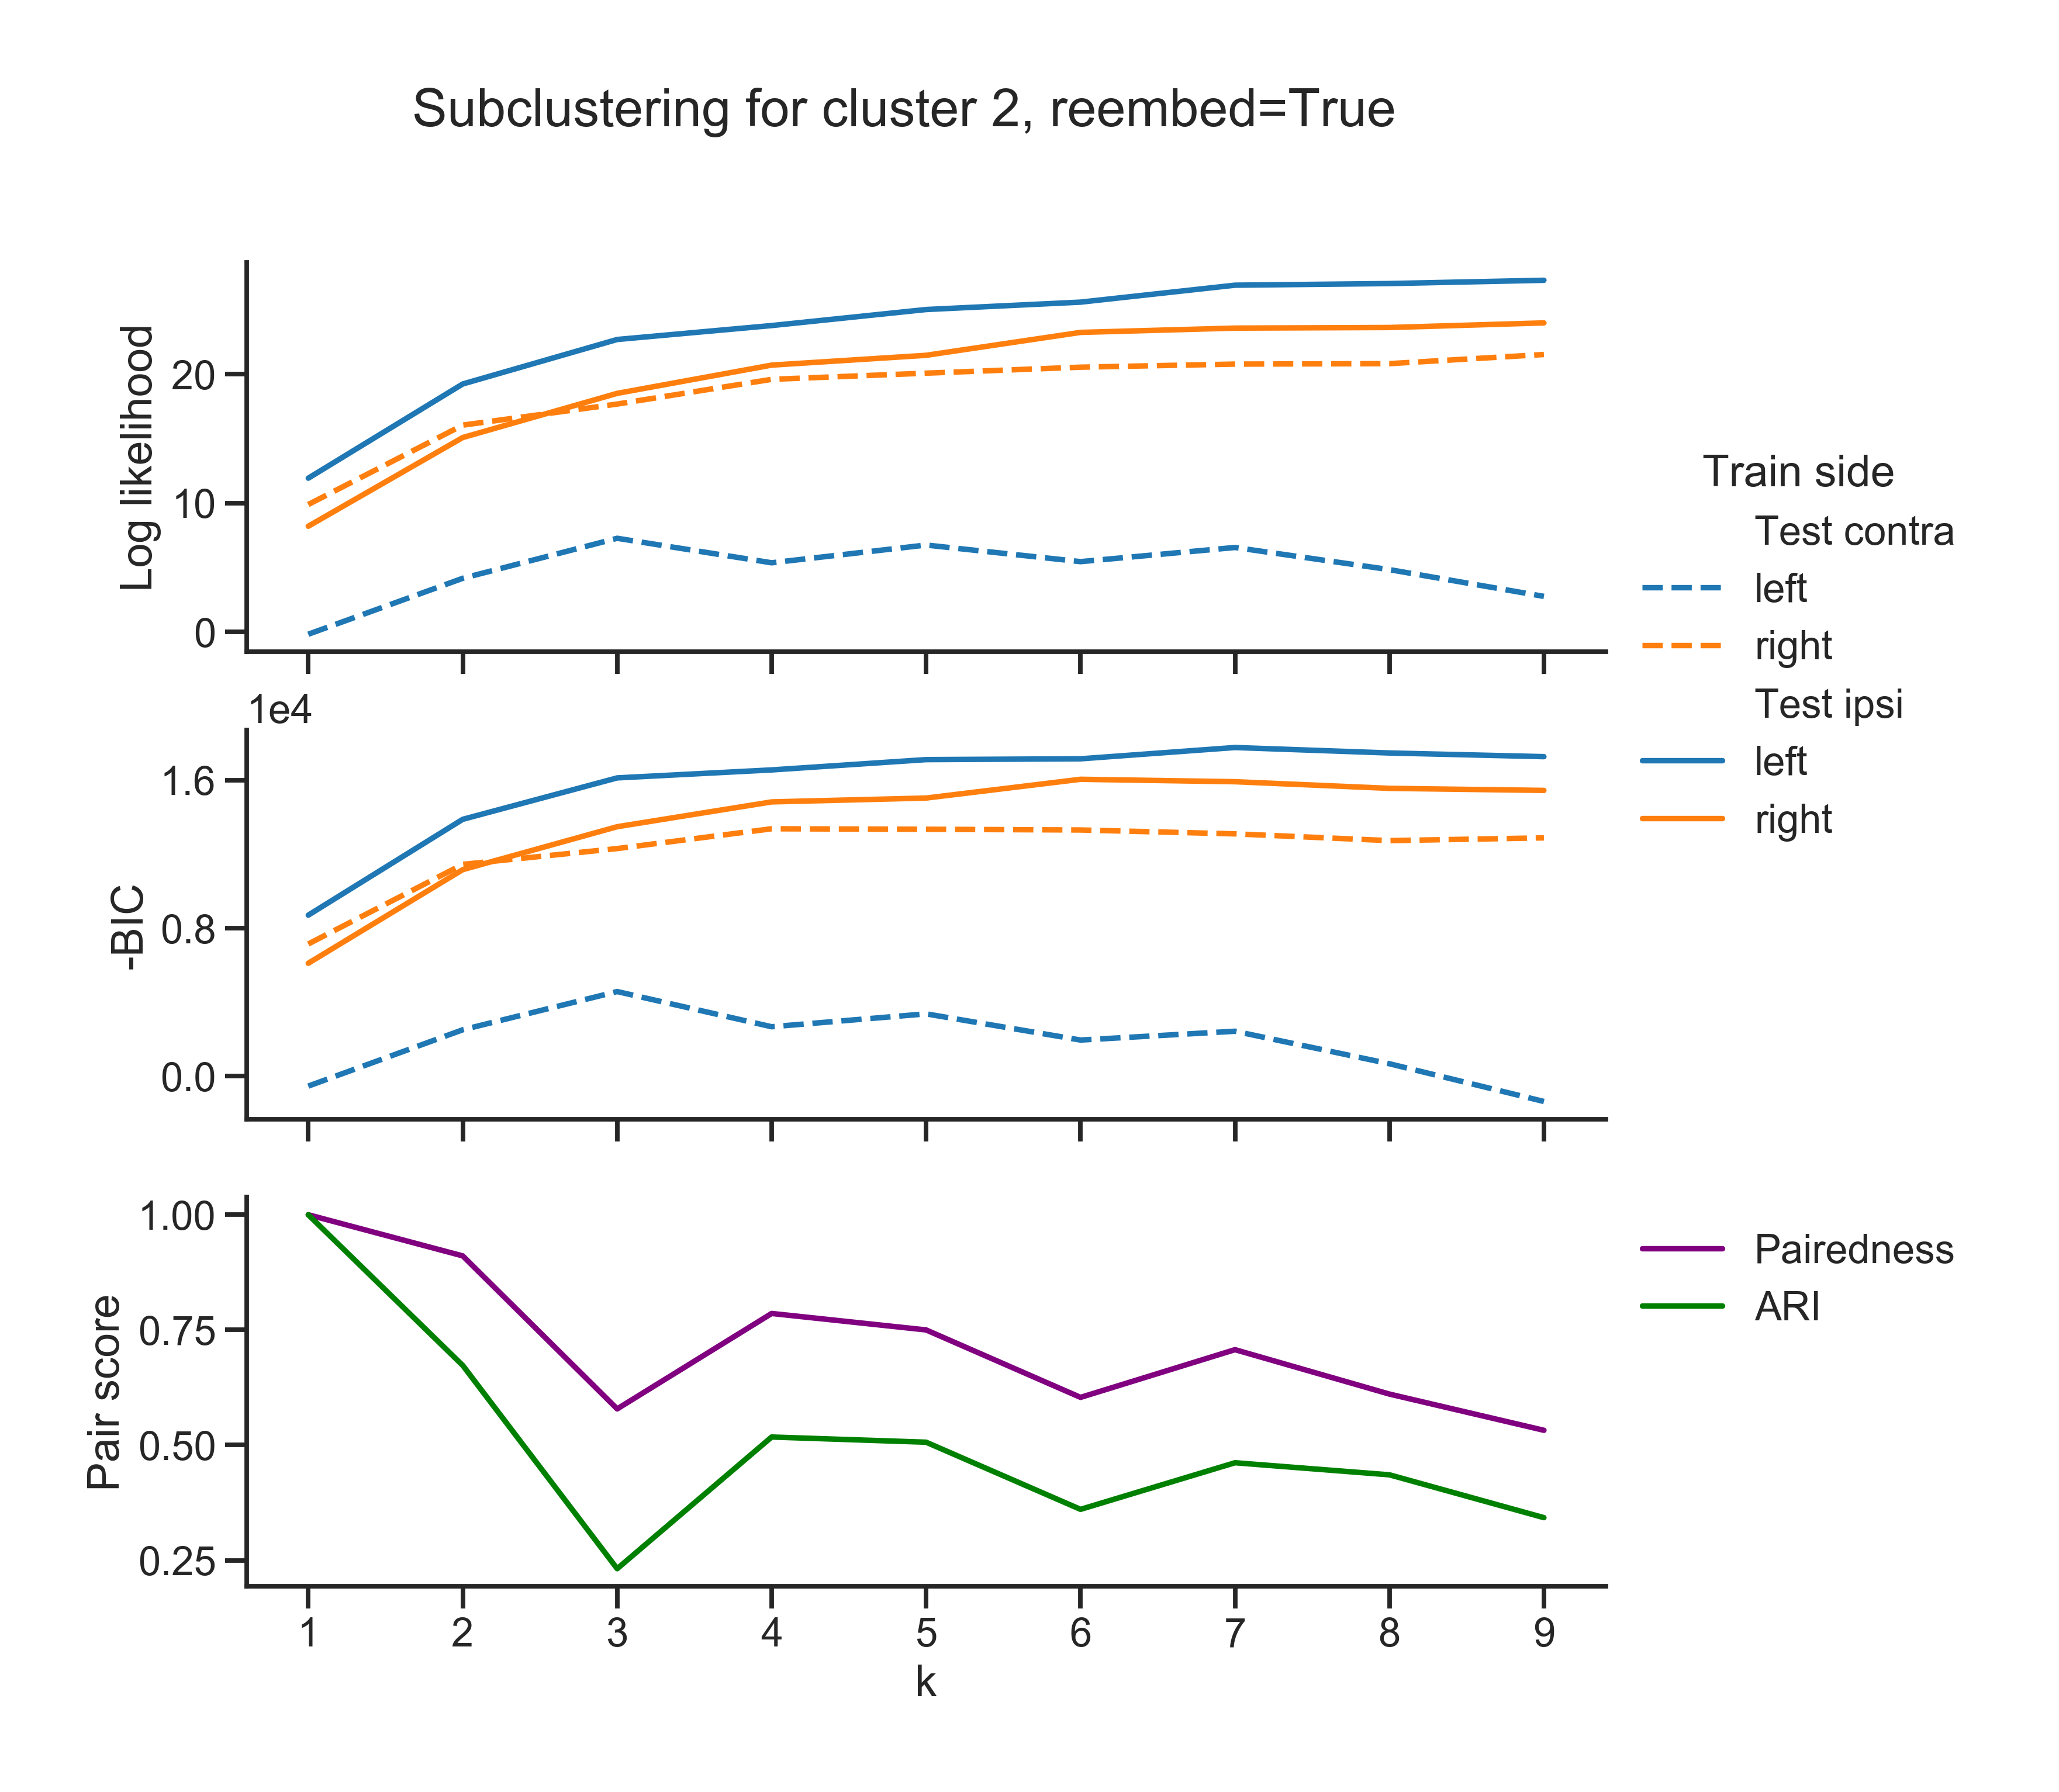 Subclustering for cluster 2, reembed=True
Log likelihood
20
10
0
Train side
Test contra
left
right
Test ipsi
left
right
1e4
-BIC
1.6
0.8
0.0
Pair score
1.00
0.75
0.50
0.25
Pairedness
ARI
1 2 3 4 5 6 7 8 9
k